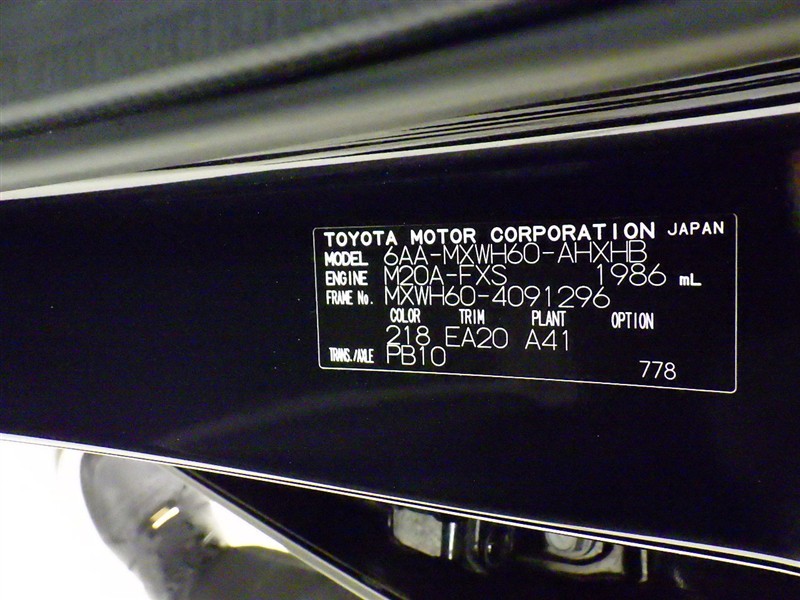 TOYOTA MOTOR CORPORATION JAPAN
MODEL 6AA-MXWH60-AHXHB
ENGINE M20A-FXS 1986 mL
FRAME No. MXWH60-4091296
COLOR TRIM PLANT OPTION
218 EA20 A41
TRANS./AXLE PB10
778